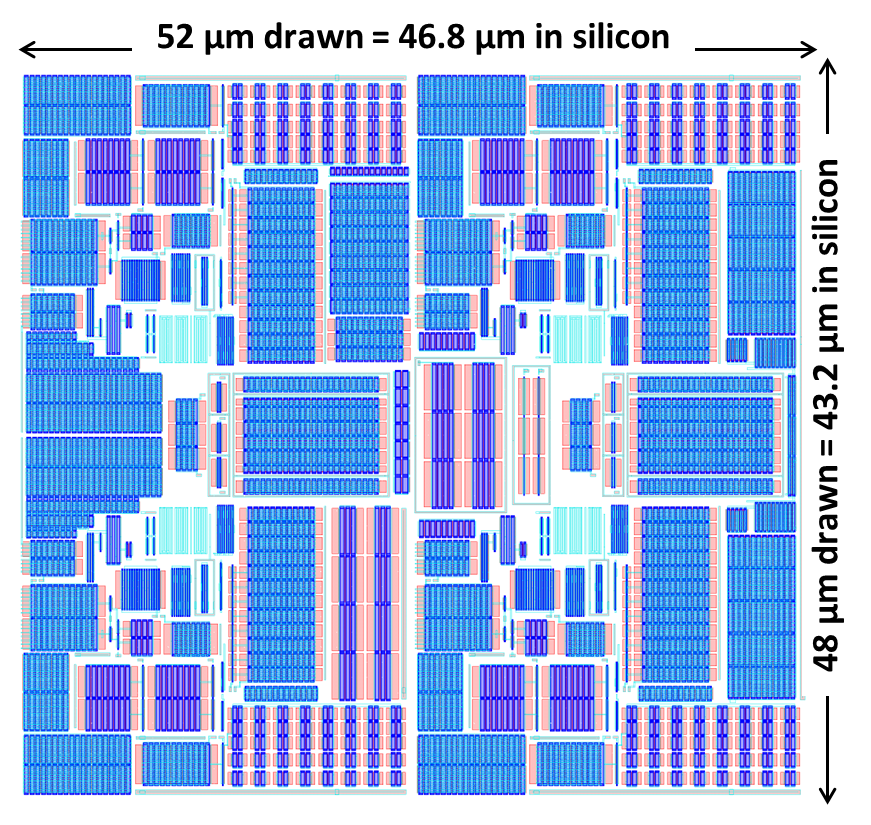 52 μm drawn = 46.8 μm in silicon
48 μm drawn = 43.2 μm in silicon